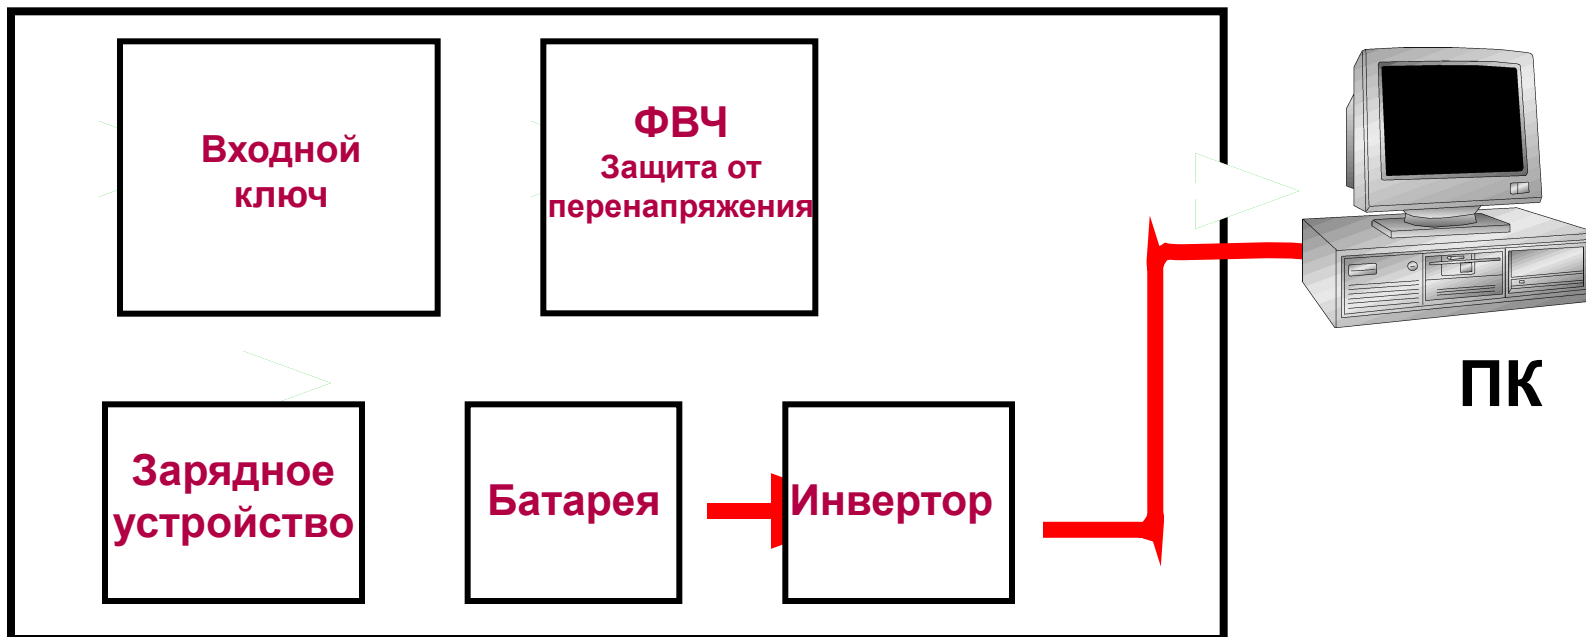 Входной
ключ
ФВЧ
Защита от
перенапряжения
ПК
Зарядное
устройство
Батарея
Инвертор